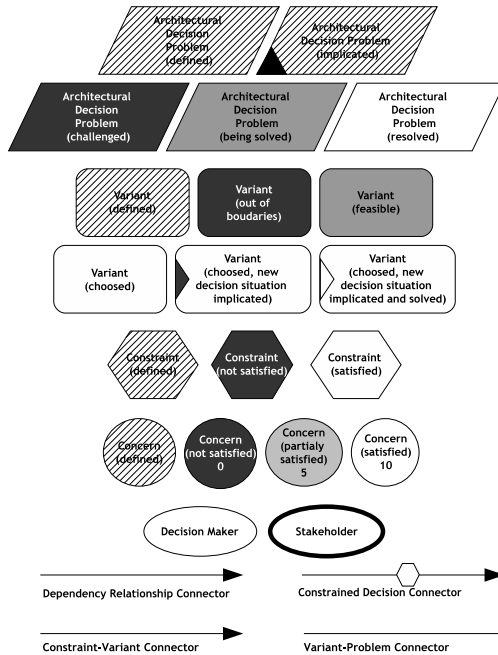 Architectural
Decision
Problem
(defined)
Architectural
Decision Problem
(implicated)
Architectural
Decision
Problem
(challenged)
Architectural
Decision
Problem
(being solved)
Architectural
Decision
Problem
(resolved)
Variant
(defined)
Variant
(out of
boudaries)
Variant
(feasible)
Variant
(choosed)
Variant
(choosed, new
decision situation
implicated)
Variant
(choosed, new
decision situation
implicated and solved)
Constraint
(defined)
Constraint
(not satisfied)
Constraint
(satisfied)
Concern
(defined)
Concern
(not satisfied)
0
Concern
(partialy
satisfied)
5
Concern
(satisfied)
10
Decision Maker
Stakeholder
Dependency Relationship Connector
Constrained Decision Connector
Constraint-Variant Connector
Variant-Problem Connector